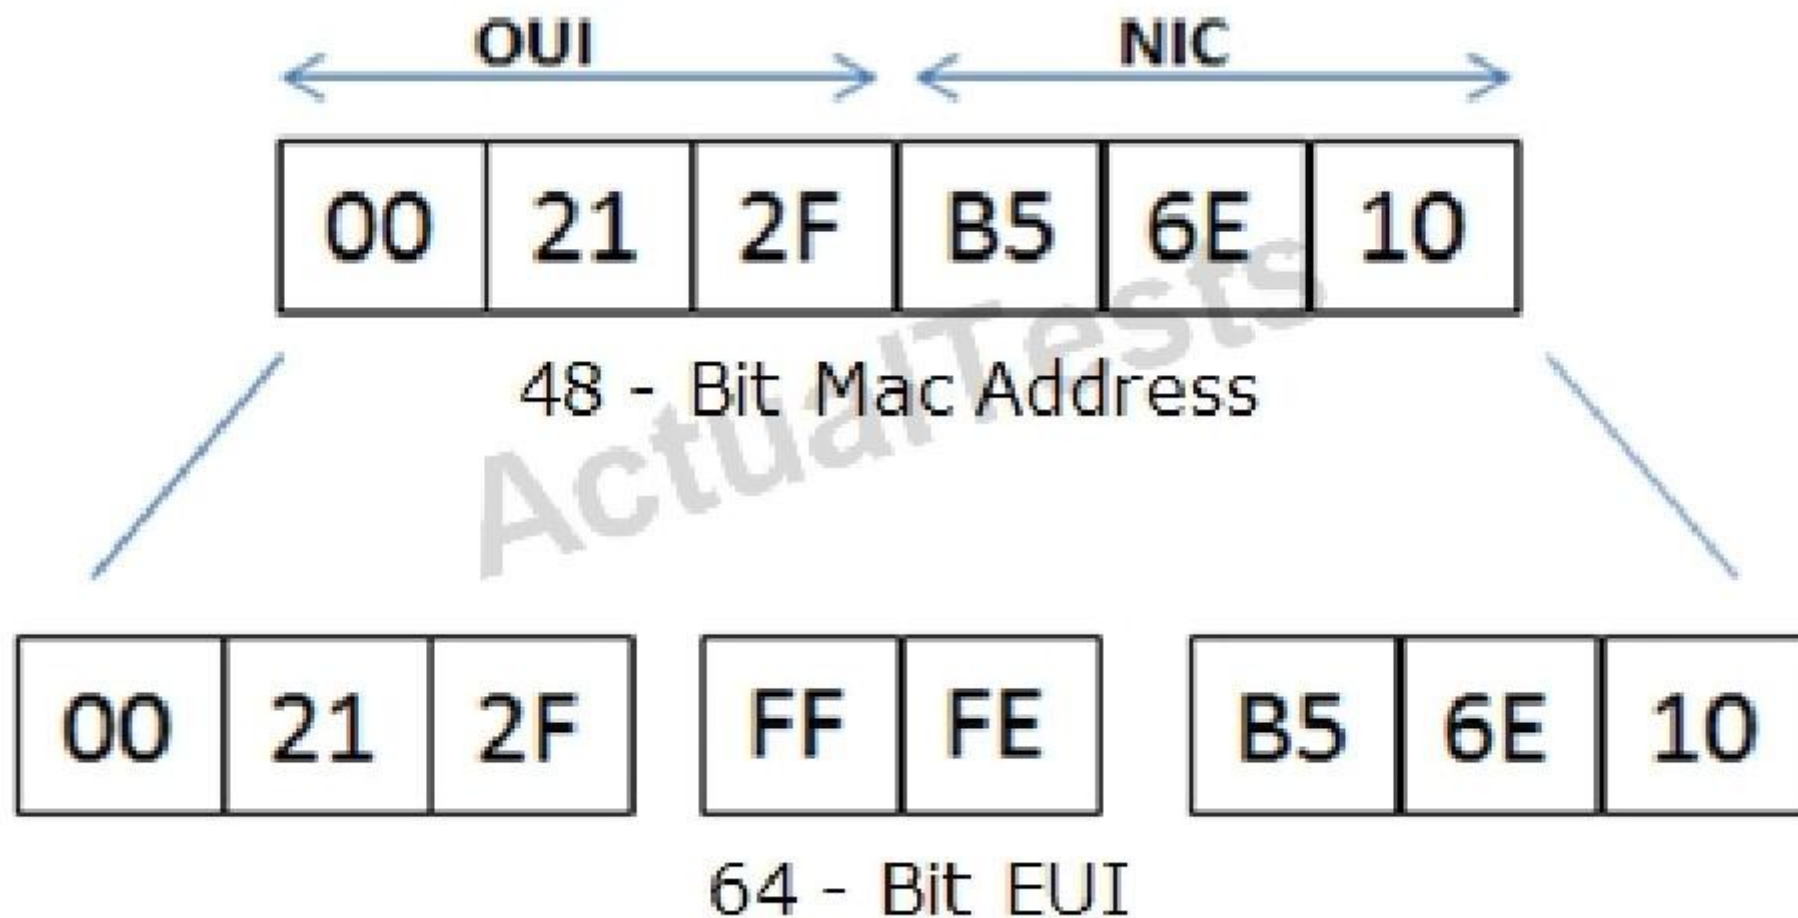 OUI NIC
00 21 2F B5 6E 10
48 - Bit Mac Address
ActualTests
00 21 2F FF FE B5 6E 10
64 - Bit EUI